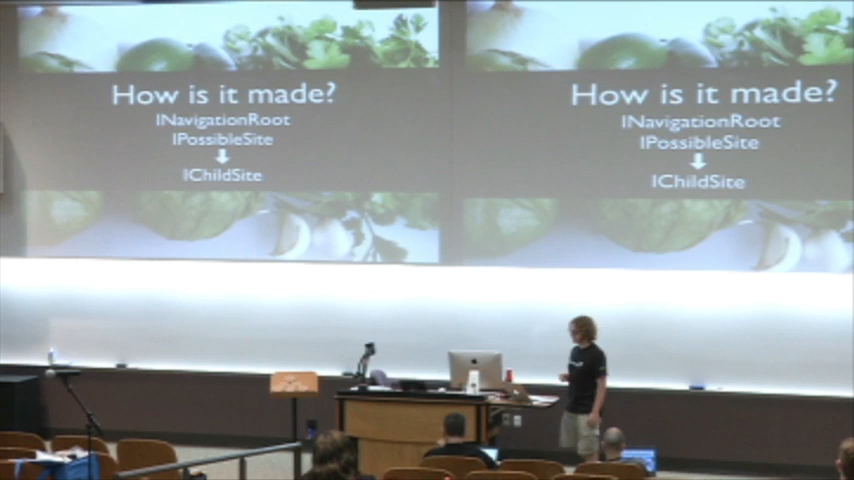 How is it made?
INavigationRoot
IPossibleSite
IChildSite
How is it made?
INavigationRoot
IPossibleSite
IChildSite